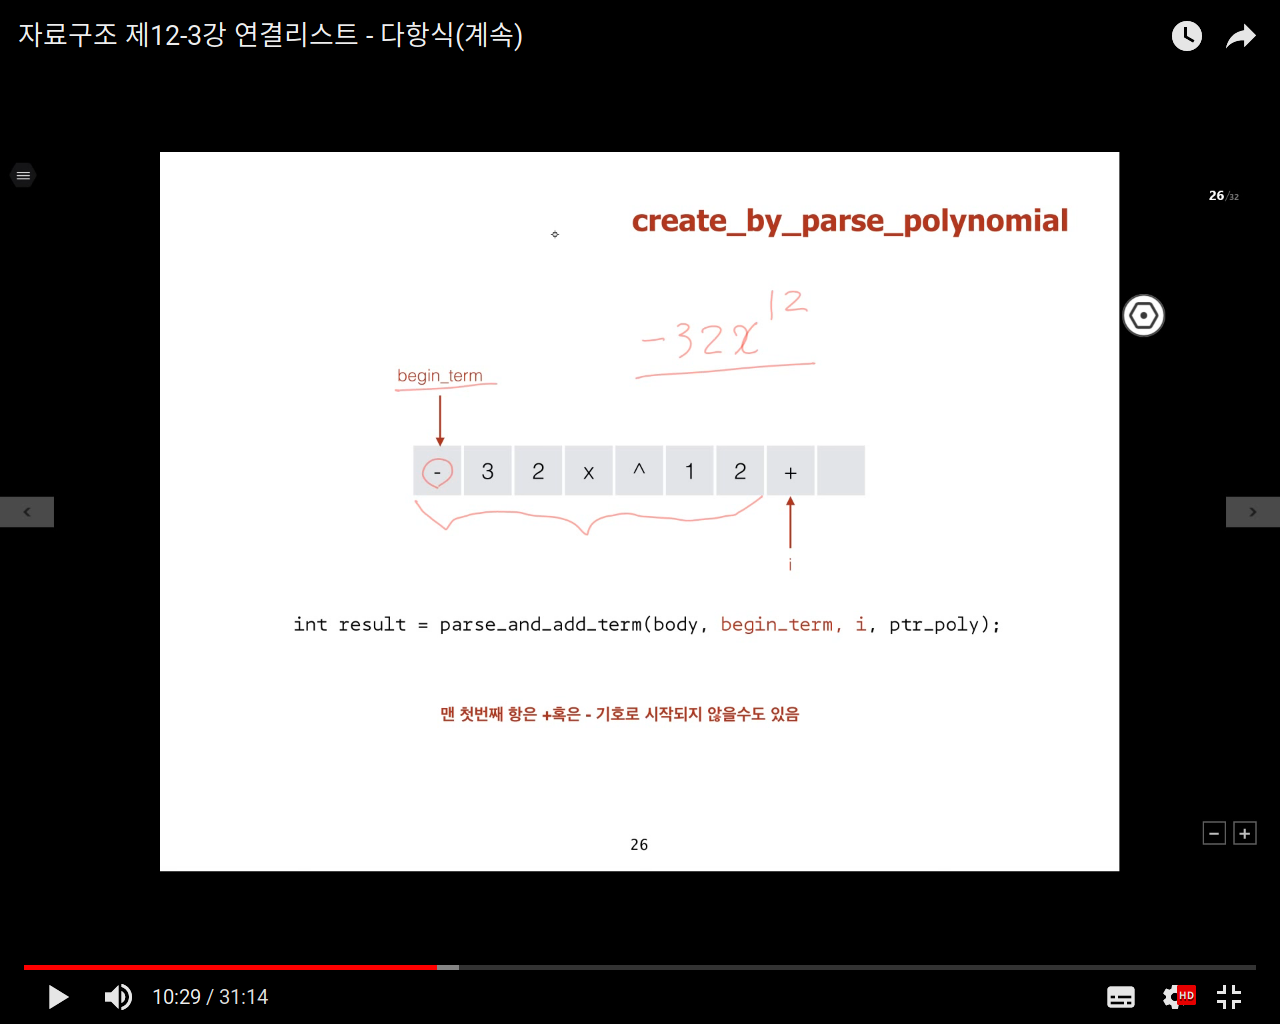 자료구조 제12-3강 연결리스트 - 다항식(계속)
26/32
create_by_parse_polynomial
-32x^12
begin_term
- 3 2 x ^ 1 2 +
i
int result = parse_and_add_term(body, begin_term, i, ptr_poly);
맨 첫번째 항은 +혹은 - 기호로 시작되지 않을수도 있음
26
10:29 / 31:14
HD